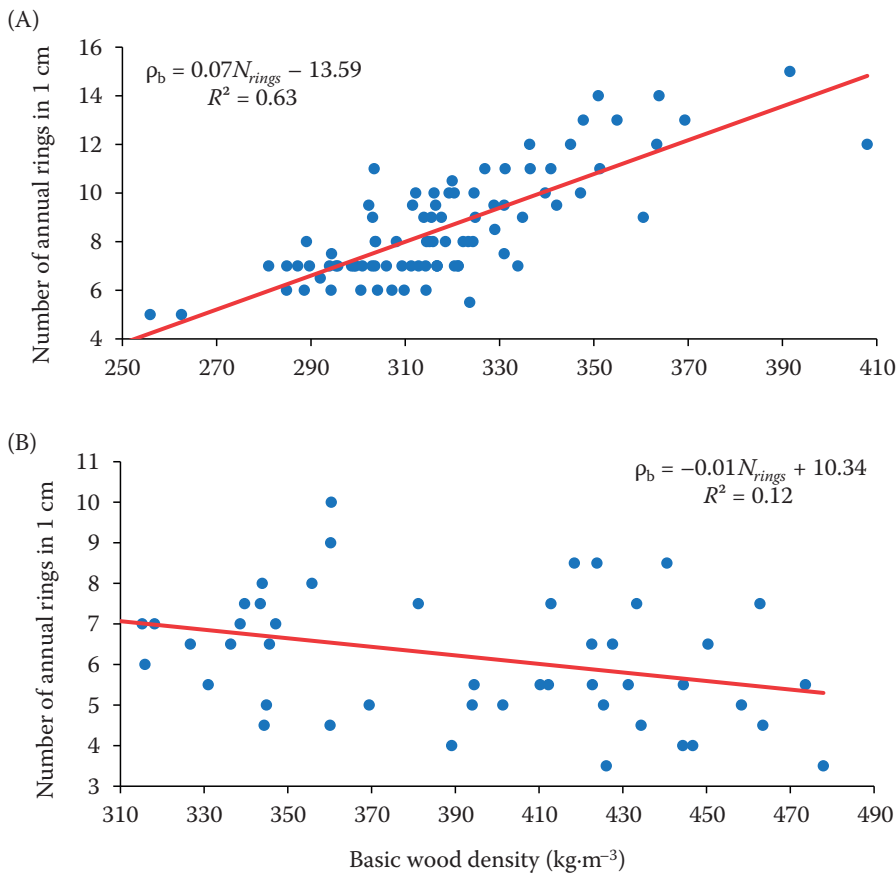 (A)
16
14
12
10
8
6
4
Number of annual rings in 1 cm
ρb = 0.07Nrings – 13.59
R² = 0.63
250 270 290 310 330 350 370 390 410
(B)
11
10
9
8
7
6
5
4
3
Number of annual rings in 1 cm
ρb = –0.01Nrings + 10.34
R² = 0.12
310 330 350 370 390 410 430 450 470 490
Basic wood density (kg·m⁻³)